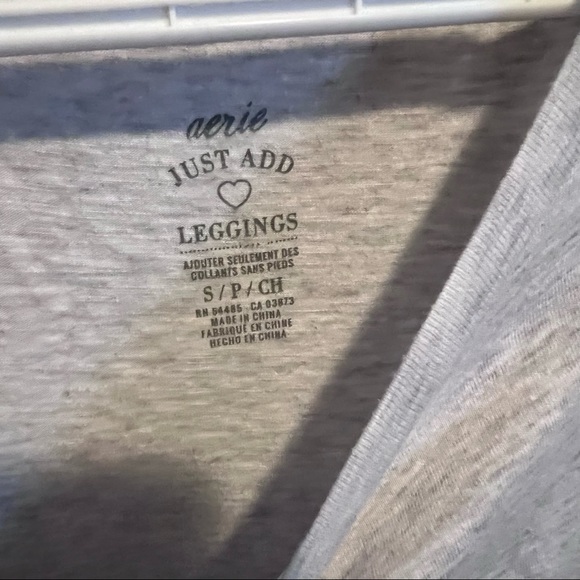 aerie
JUST ADD
LEGGINGS
AJOUTER SEULEMENT DES
COLLANTS SANS PIEDS
S / P / CH
RN 54485 CA 03873
MADE IN CHINA
FABRIQUE EN CHINE
HECHO EN CHINA